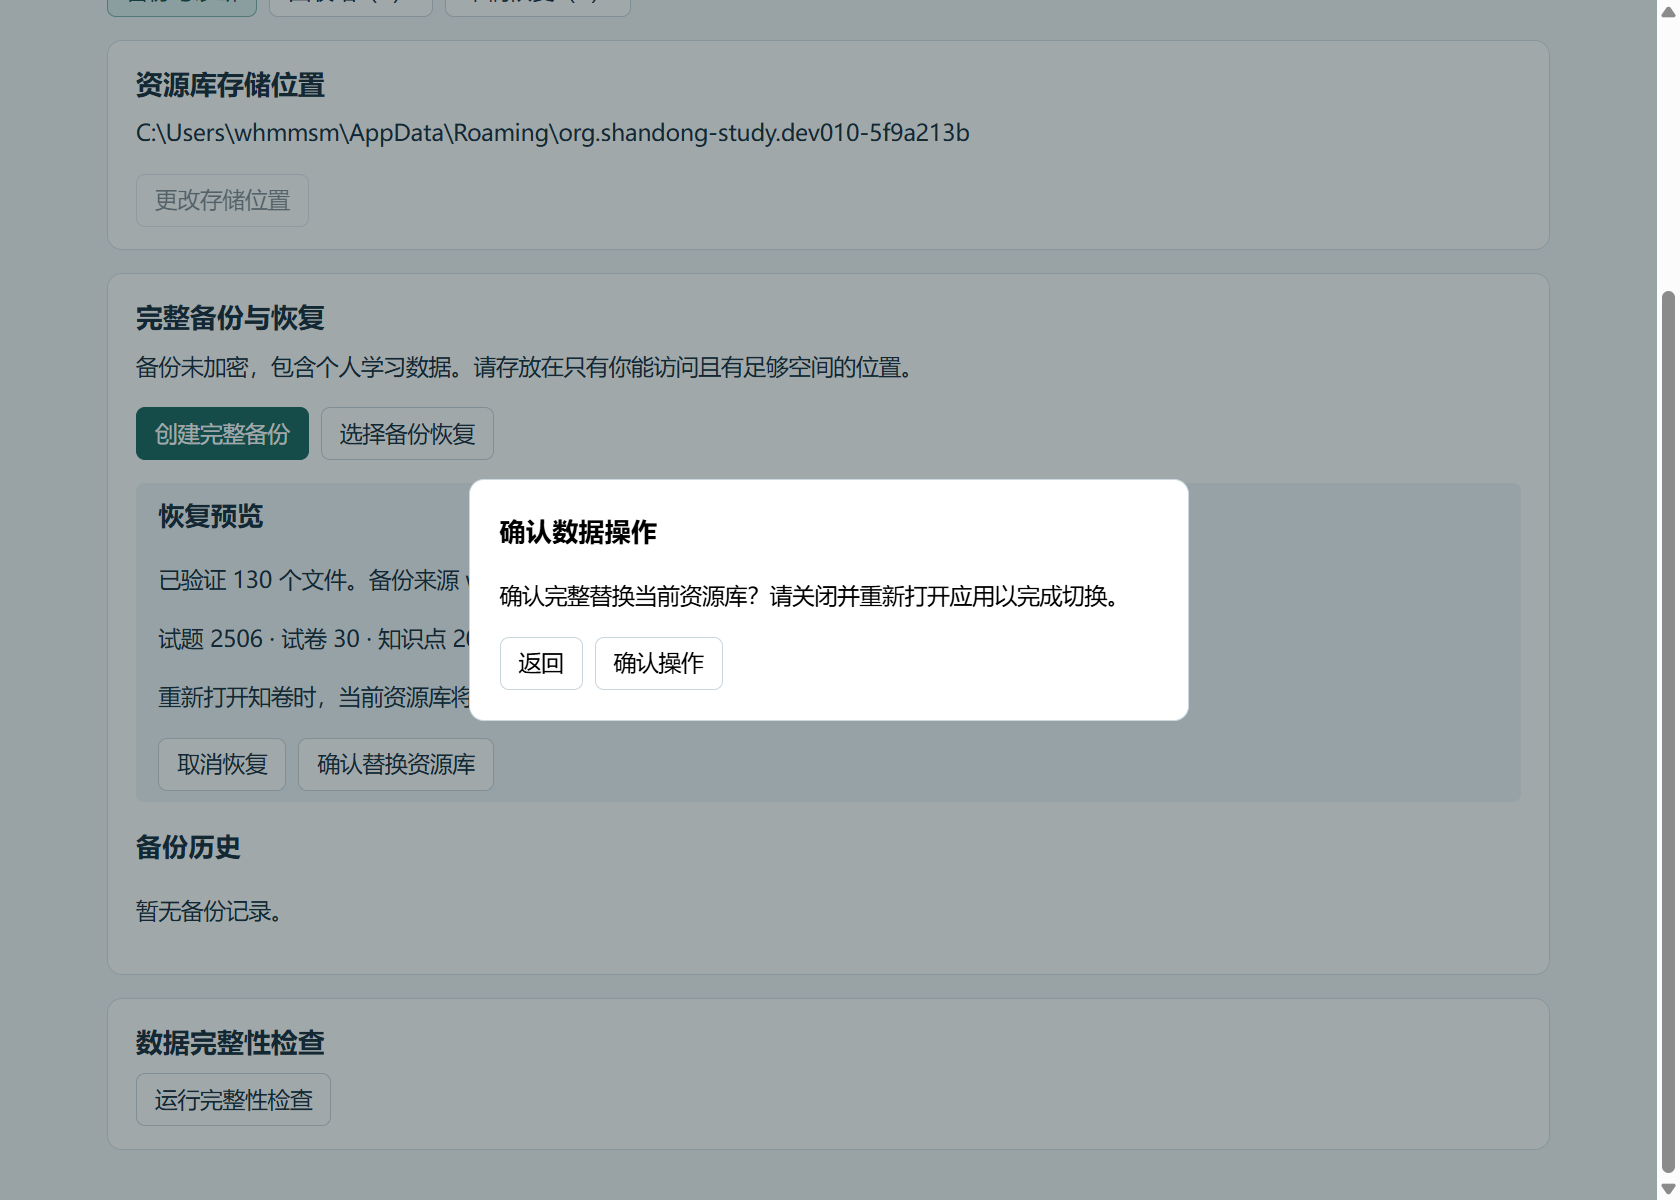 资源库存储位置
C:\Users\whmmsm\AppData\Roaming\org.shandong-study.dev010-5f9a213b
更改存储位置
完整备份与恢复
备份未加密，包含个人学习数据。请存放在只有你能访问且有足够空间的位置。
创建完整备份
选择备份恢复
恢复预览
已验证 130 个文件。备份来源
试题 2506 · 试卷 30 · 知识点
重新打开知卷时，当前资源库将
取消恢复
确认替换资源库
确认数据操作
确认完整替换当前资源库？请关闭并重新打开应用以完成切换。
返回
确认操作
备份历史
暂无备份记录。
数据完整性检查
运行完整性检查